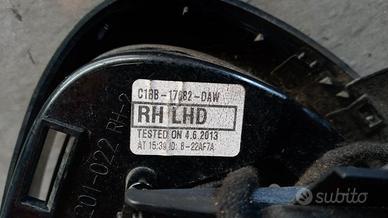 C1BB-17682-DAW
RH LHD
TESTED ON 4.6.2013
AT 15:39 ID: B-22AF7A
201-022 RH-2
subito